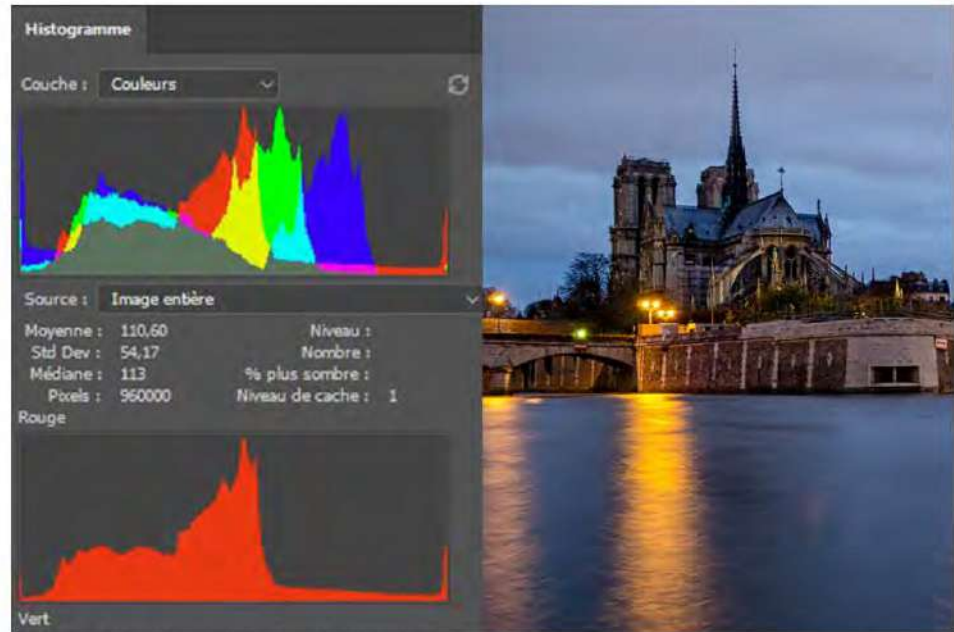 Histogramme
Couche : Couleurs
Source : Image entière
Moyenne : 110,60 Niveau :
Std Dev : 54,17 Nombre :
Médiane : 113 % plus sombre :
Pixels : 960000 Niveau de cache : 1
Rouge
Vert